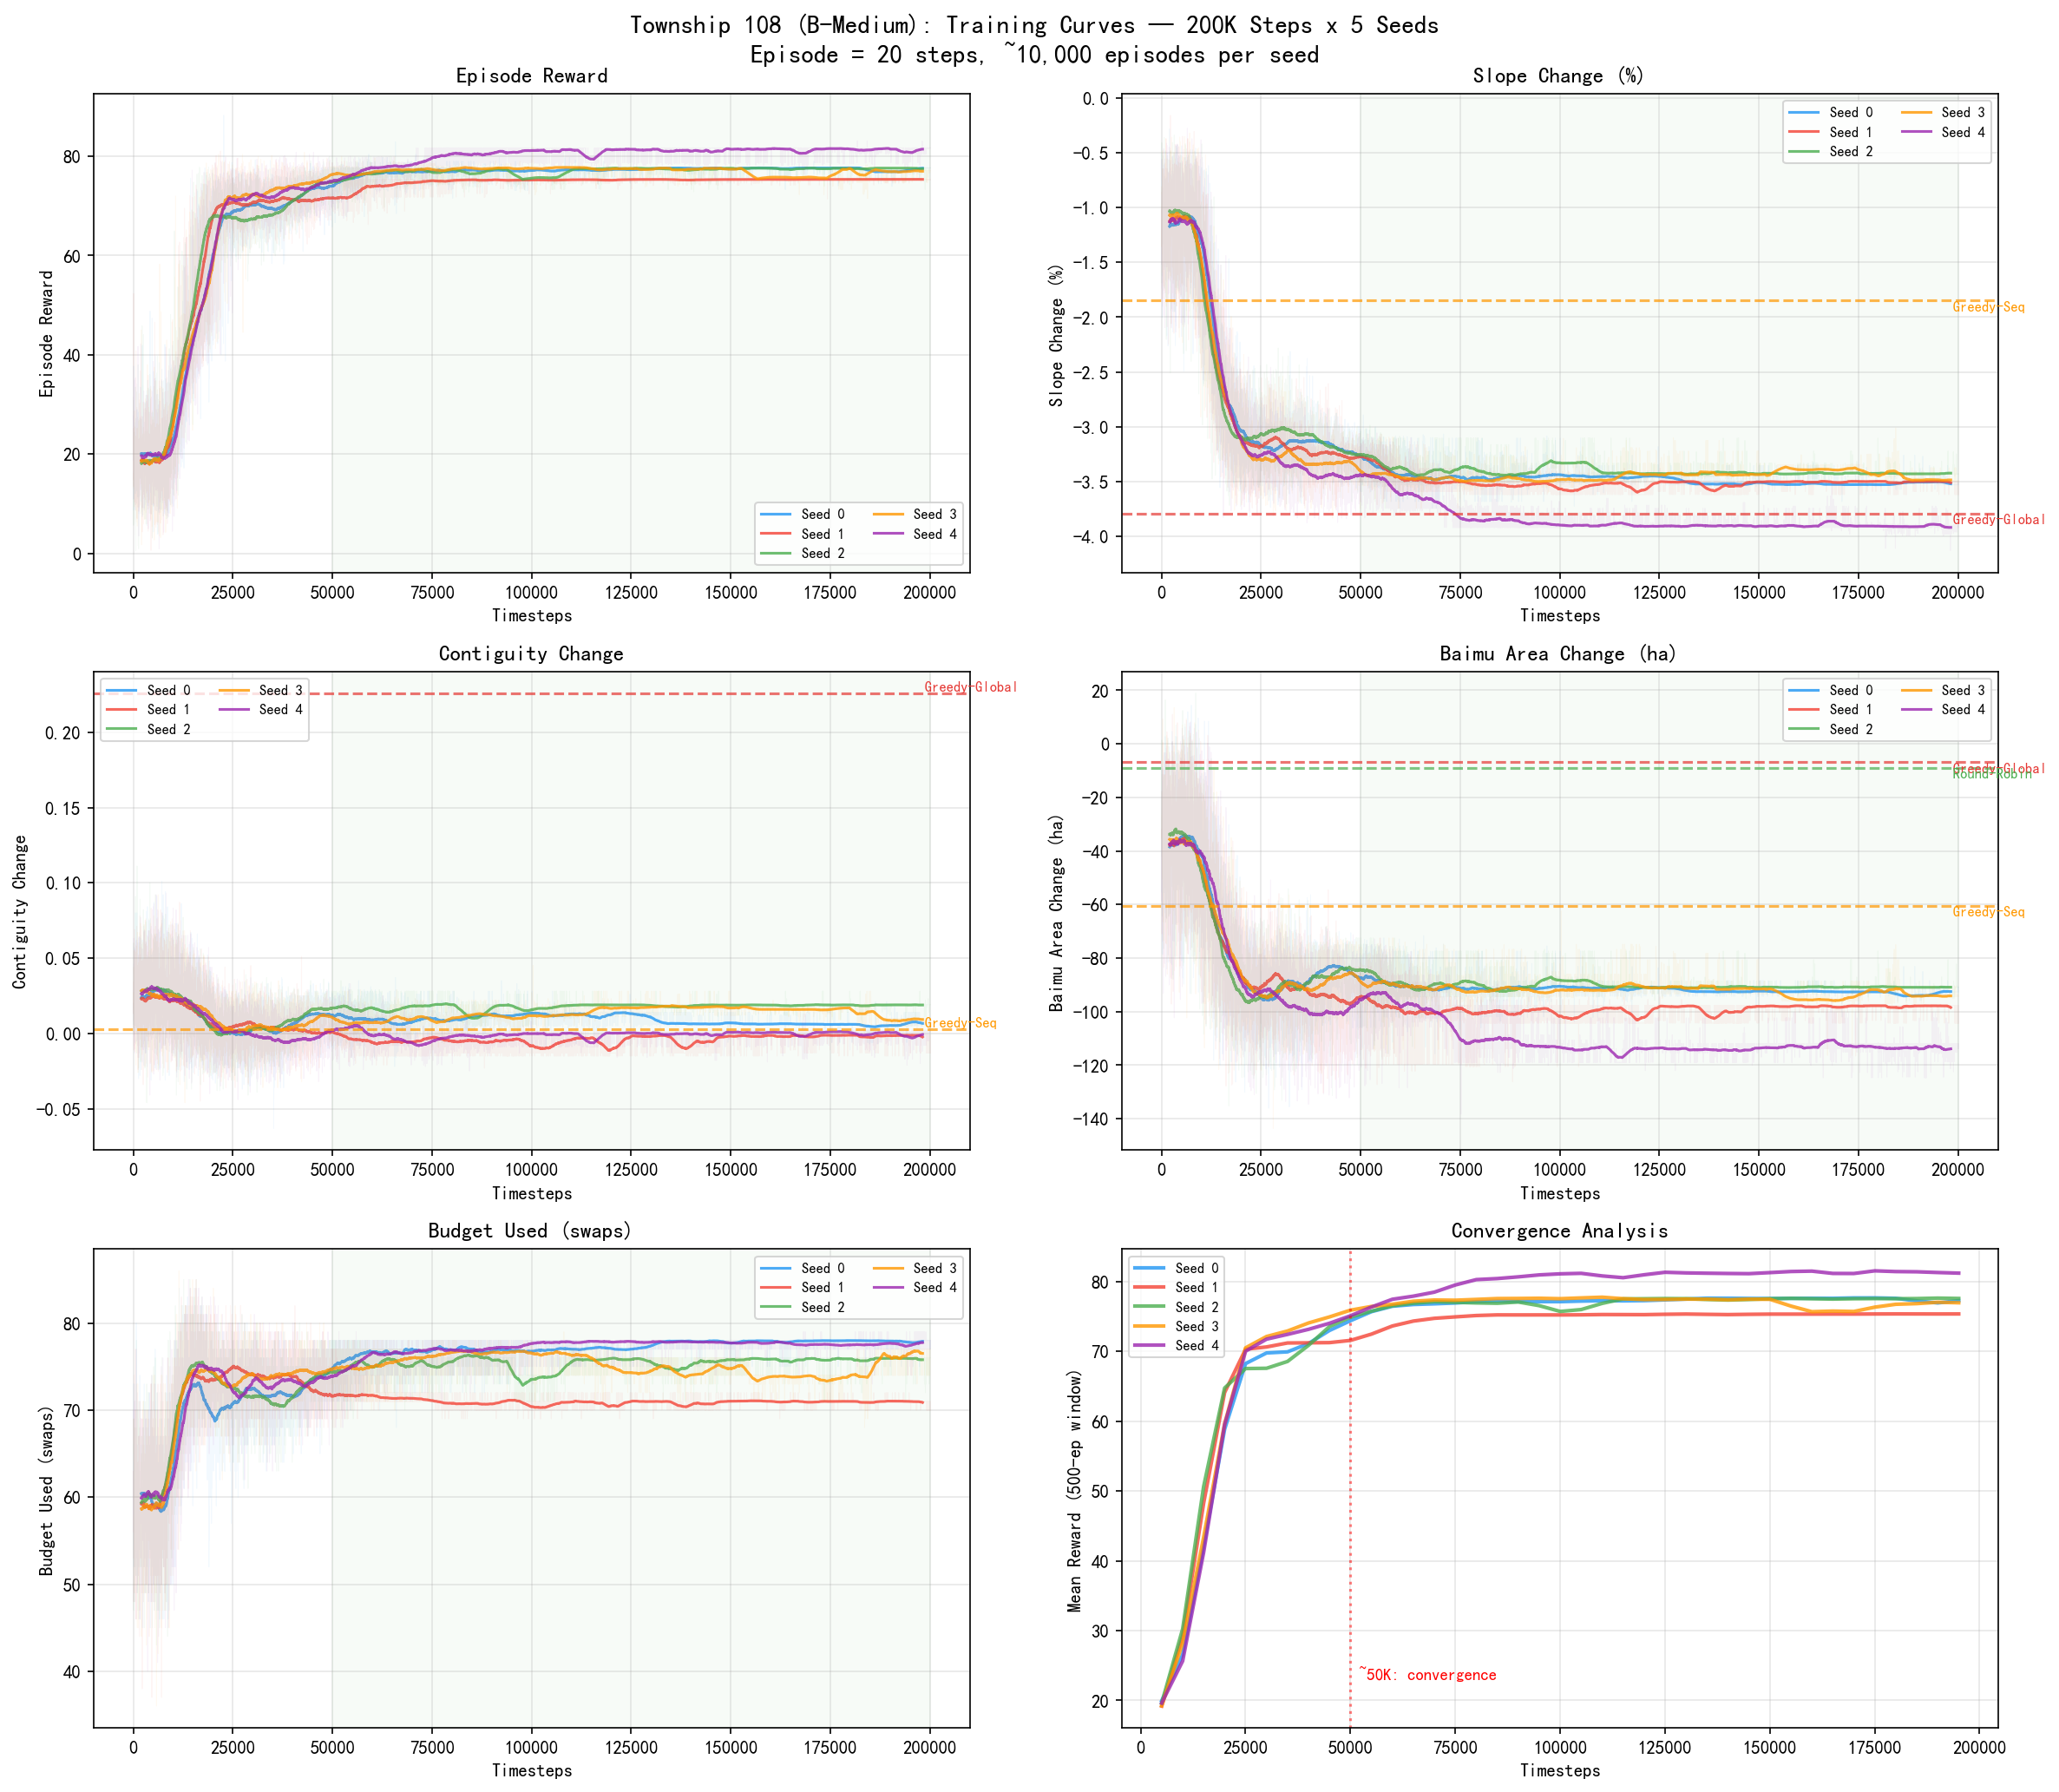 Township 108 (B-Medium): Training Curves — 200K Steps x 5 Seeds
Episode = 20 steps, ~10,000 episodes per seed
Episode Reward
Episode Reward
80
60
40
20
0
Seed 0
Seed 1
Seed 2
Seed 3
Seed 4
0 25000 50000 75000 100000 125000 150000 175000 200000
Timesteps
Slope Change (%)
Slope Change (%)
0.0
-0.5
-1.0
-1.5
-2.0
-2.5
-3.0
-3.5
-4.0
Seed 0
Seed 1
Seed 2
Seed 3
Seed 4
Greedy-Seq
Greedy-Global
0 25000 50000 75000 100000 125000 150000 175000 200000
Timesteps
Contiguity Change
Contiguity Change
0.20
0.15
0.10
0.05
0.00
-0.05
Seed 0
Seed 1
Seed 2
Seed 3
Seed 4
Greedy-Global
Greedy-Seq
0 25000 50000 75000 100000 125000 150000 175000 200000
Timesteps
Baimu Area Change (ha)
Baimu Area Change (ha)
20
0
-20
-40
-60
-80
-100
-120
-140
Seed 0
Seed 1
Seed 2
Seed 3
Seed 4
Greedy-Global
Round-Robin
Greedy-Seq
0 25000 50000 75000 100000 125000 150000 175000 200000
Timesteps
Budget Used (swaps)
Budget Used (swaps)
80
70
60
50
40
Seed 0
Seed 1
Seed 2
Seed 3
Seed 4
0 25000 50000 75000 100000 125000 150000 175000 200000
Timesteps
Convergence Analysis
Mean Reward (500-ep window)
80
70
60
50
40
30
20
Seed 0
Seed 1
Seed 2
Seed 3
Seed 4
~50K: convergence
0 25000 50000 75000 100000 125000 150000 175000 200000
Timesteps